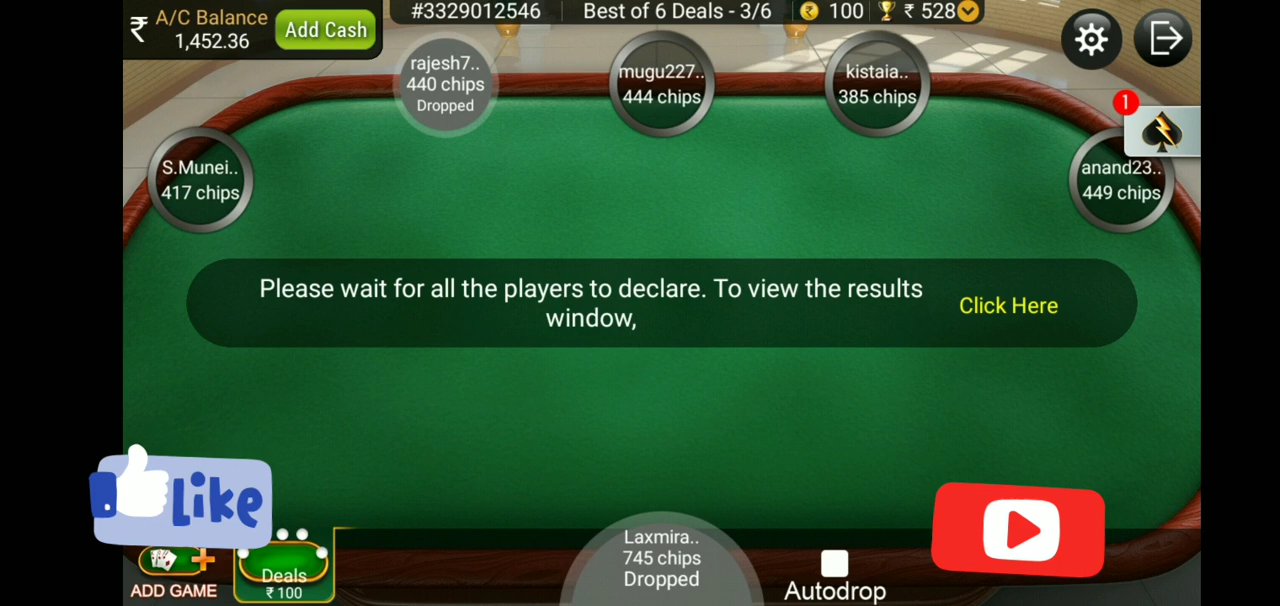 ₹ A/C Balance
1,452.36
Add Cash
#3329012546
Best of 6 Deals - 3/6
₹ 100
₹ 528
rajesh7..
440 chips
Dropped
mugu227..
444 chips
kistaia..
385 chips
1
S.Munei..
417 chips
anand23..
449 chips
Please wait for all the players to declare. To view the results
window,
Click Here
Like
ADD GAME
Deals
₹ 100
Laxmira..
745 chips
Dropped
Autodrop